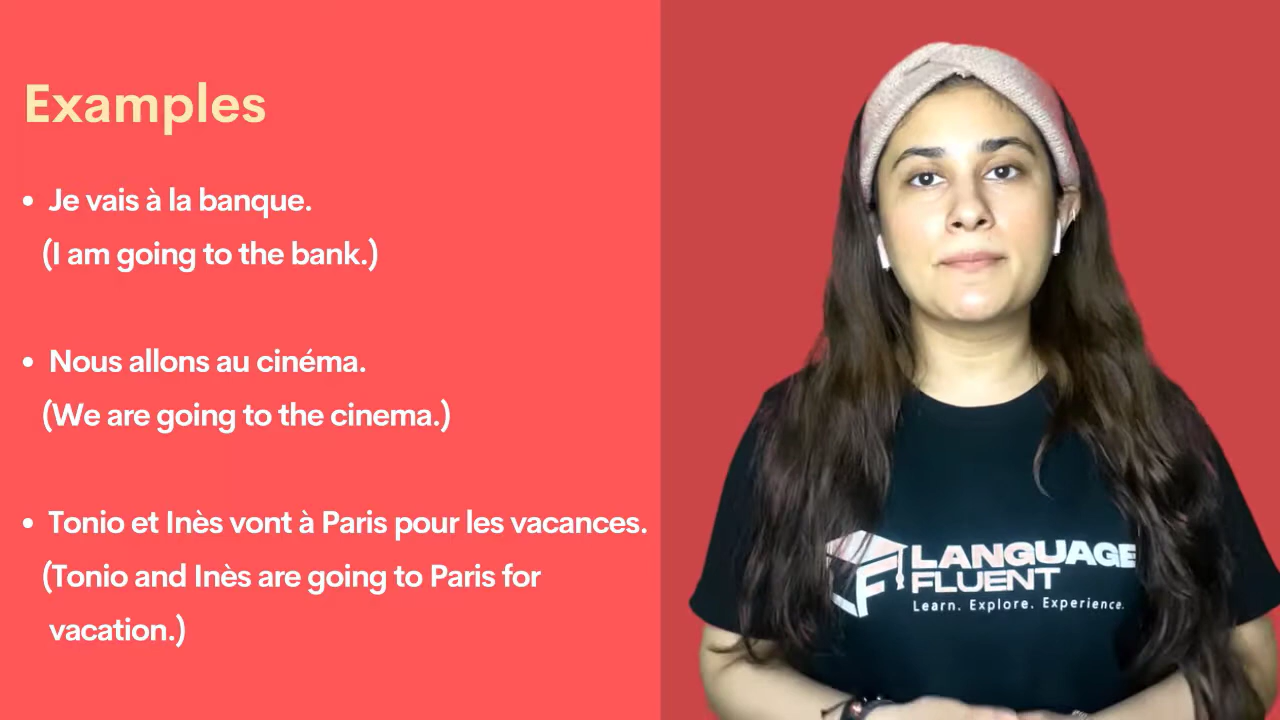 Examples
• Je vais à la banque.
(I am going to the bank.)
• Nous allons au cinéma.
(We are going to the cinema.)
• Tonio et Inès vont à Paris pour les vacances.
(Tonio and Inès are going to Paris for
vacation.)
LANGUAGE
FLUENT
Learn. Explore. Experience.